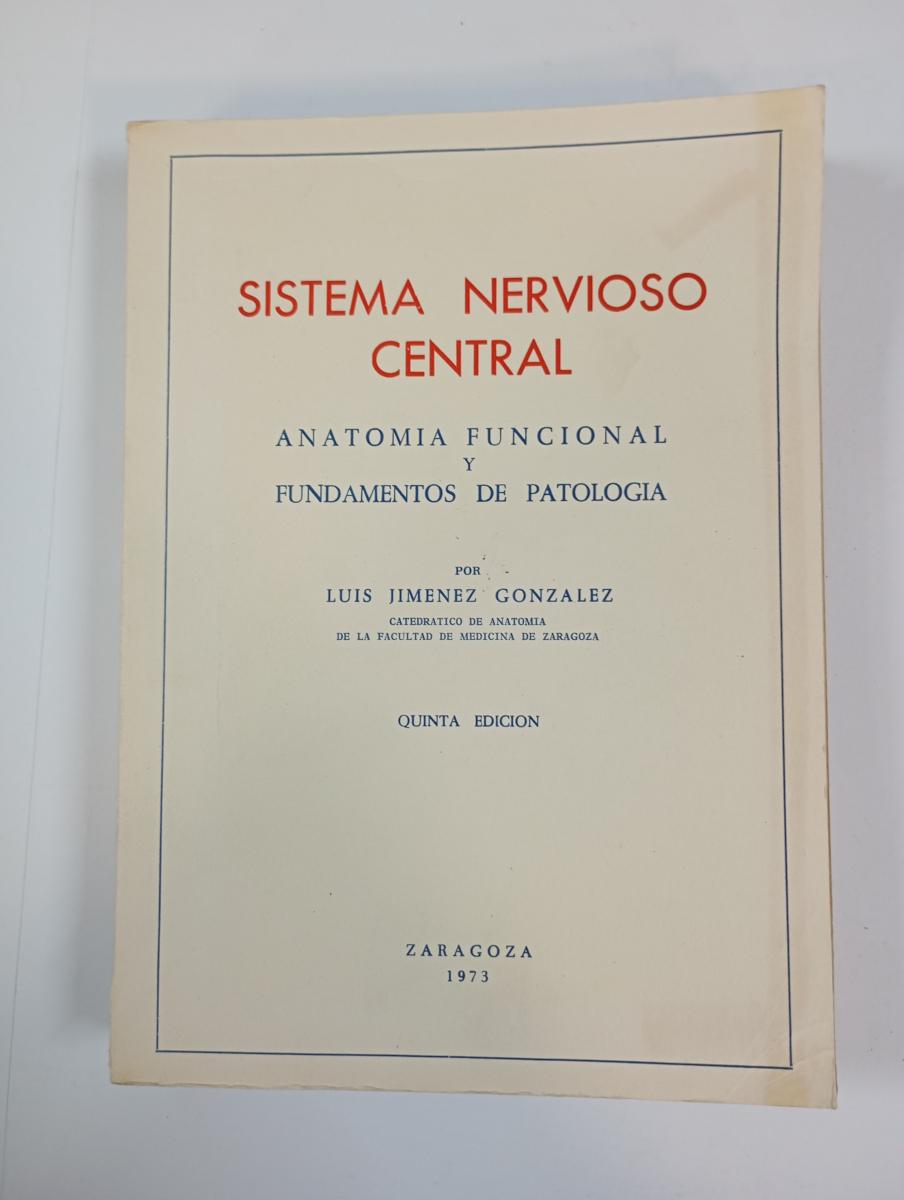 SISTEMA NERVIOSO
CENTRAL
ANATOMIA FUNCIONAL
Y
FUNDAMENTOS DE PATOLOGIA
POR
LUIS JIMENEZ GONZALEZ
CATEDRATICO DE ANATOMIA
DE LA FACULTAD DE MEDICINA DE ZARAGOZA
QUINTA EDICION
ZARAGOZA
1973